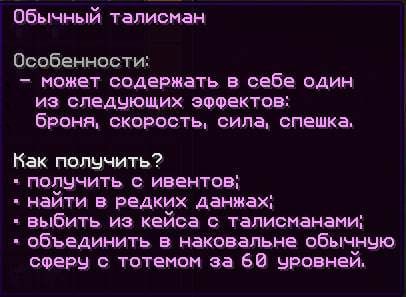 Обычный талисман
Особенности:
– может содержать в себе один
из следующих эффектов:
броня, скорость, сила, спешка.
Как получить?
• получить с ивентов;
• найти в редких данжах;
• выбить из кейса с талисманами;
• объединить в наковальне обычную
сферу с тотемом за 60 уровней.